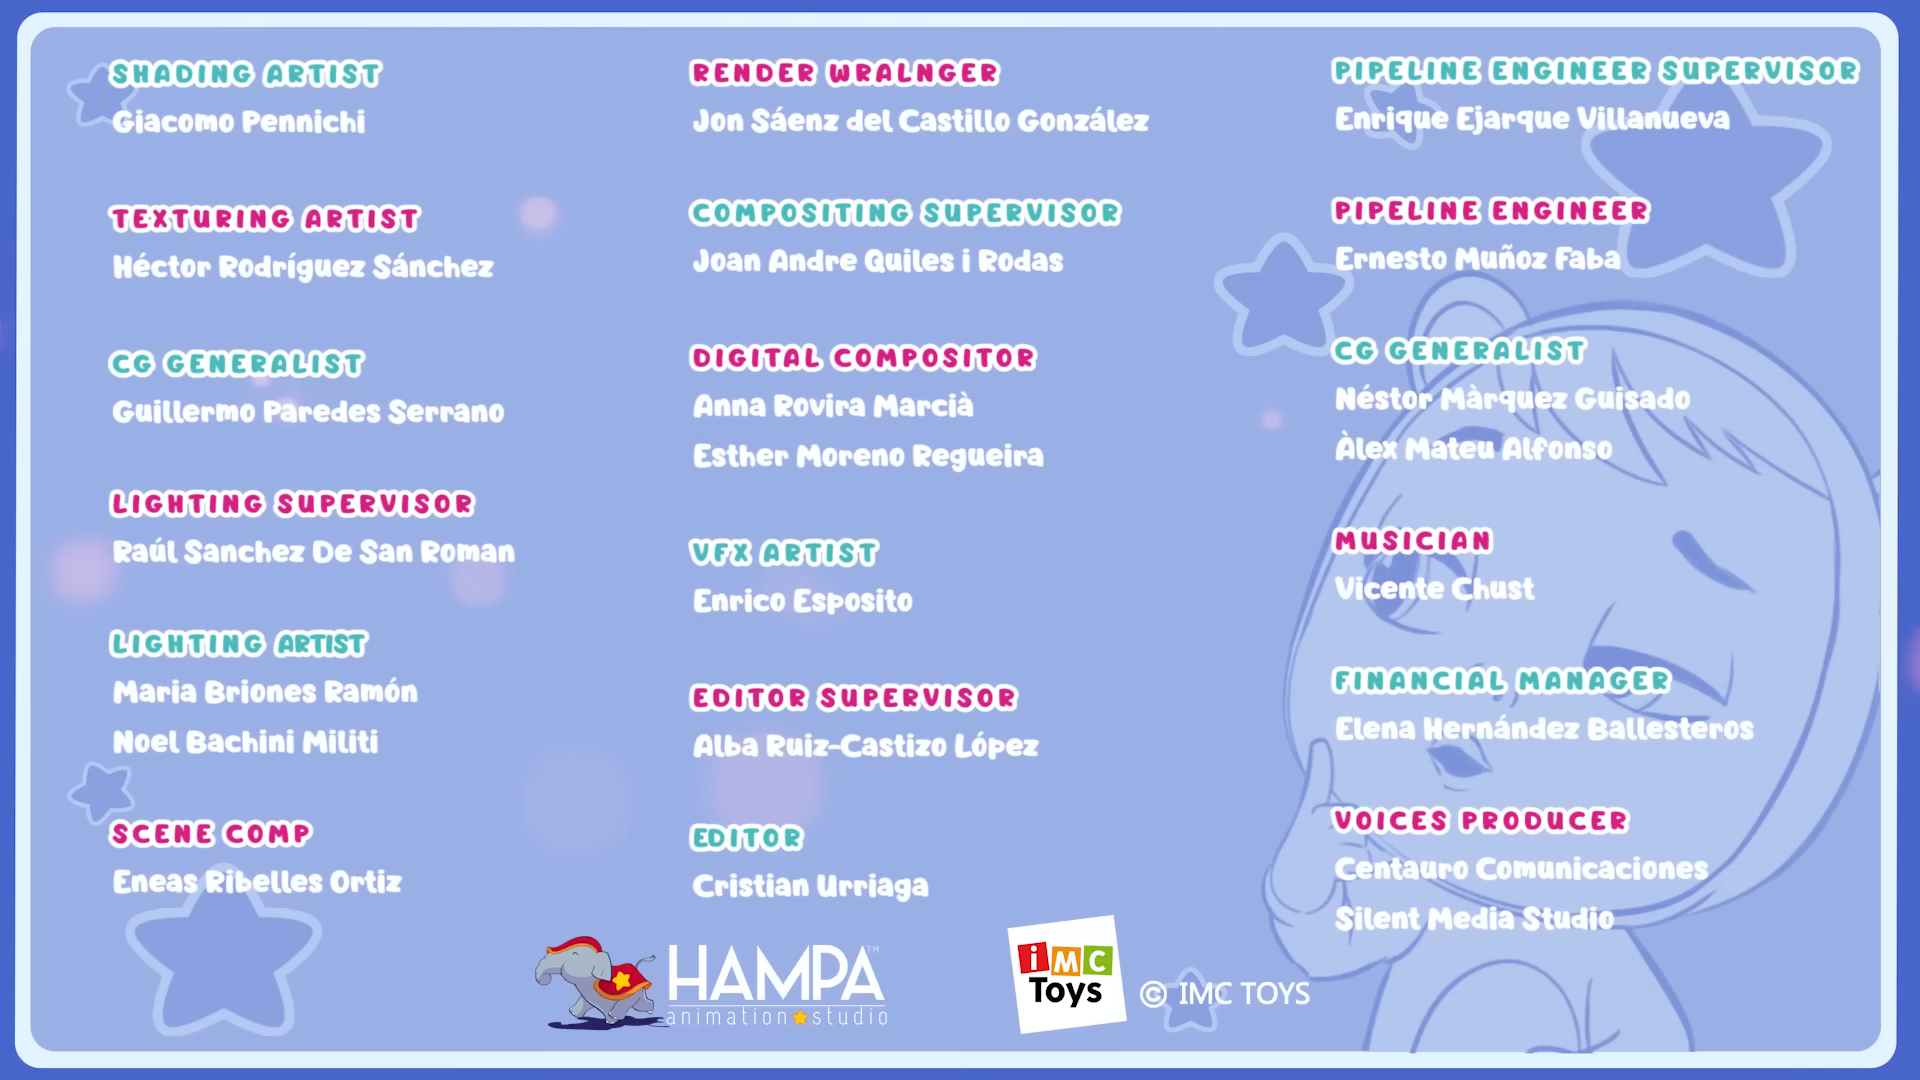 SHADING ARTIST
Giacomo Pennichi
TEXTURING ARTIST
Héctor Rodríguez Sánchez
CG GENERALIST
Guillermo Paredes Serrano
LIGHTING SUPERVISOR
Raúl Sanchez De San Roman
LIGHTING ARTIST
Maria Briones Ramón
Noel Bachini Militi
SCENE COMP
Eneas Ribelles Ortiz
RENDER WRALNGER
Jon Sáenz del Castillo González
COMPOSITING SUPERVISOR
Joan Andre Quiles i Rodas
DIGITAL COMPOSITOR
Anna Rovira Marcià
Esther Moreno Regueira
VFX ARTIST
Enrico Esposito
EDITOR SUPERVISOR
Alba Ruiz-Castizo López
EDITOR
Cristian Urriaga
PIPELINE ENGINEER SUPERVISOR
Enrique Ejarque Villanueva
PIPELINE ENGINEER
Ernesto Muñoz Faba
CG GENERALIST
Néstor Màrquez Guisado
Àlex Mateu Alfonso
MUSICIAN
Vicente Chust
FINANCIAL MANAGER
Elena Hernández Ballesteros
VOICES PRODUCER
Centauro Comunicaciones
Silent Media Studio
HAMPA™
animation studio
iMC
Toys
© IMC TOYS